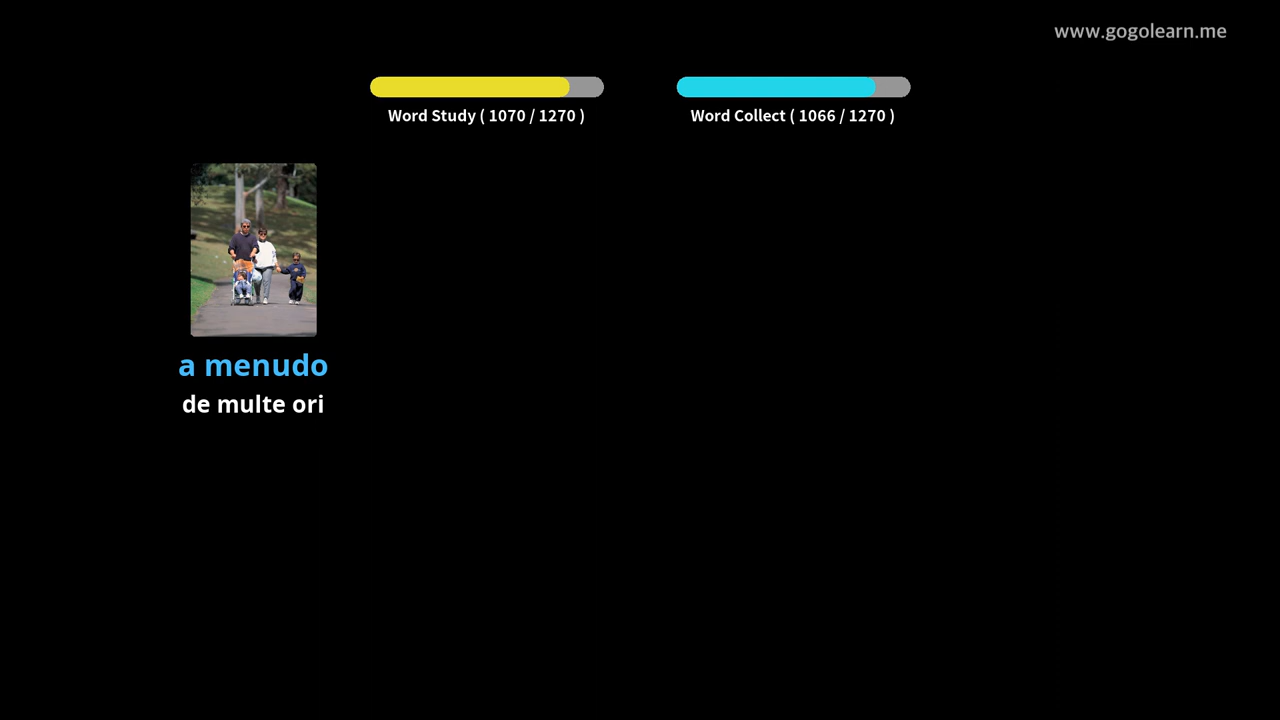 www.gogolearn.me
Word Study ( 1070 / 1270 )
Word Collect ( 1066 / 1270 )
a menudo
de multe ori